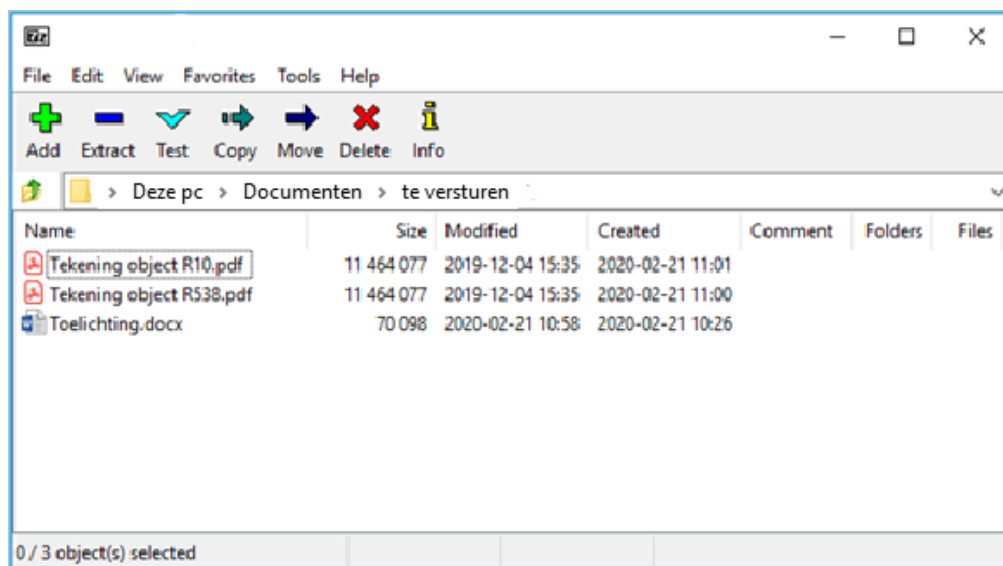 7z
File Edit View Favorites Tools Help
Add Extract Test Copy Move Delete Info
> Deze pc > Documenten > te versturen
Name Size Modified Created Comment Folders Files
Tekening object R10.pdf 11 464 077 2019-12-04 15:35 2020-02-21 11:01
Tekening object R538.pdf 11 464 077 2019-12-04 15:35 2020-02-21 11:00
Toelichting.docx 70 098 2020-02-21 10:58 2020-02-21 10:26
0 / 3 object(s) selected